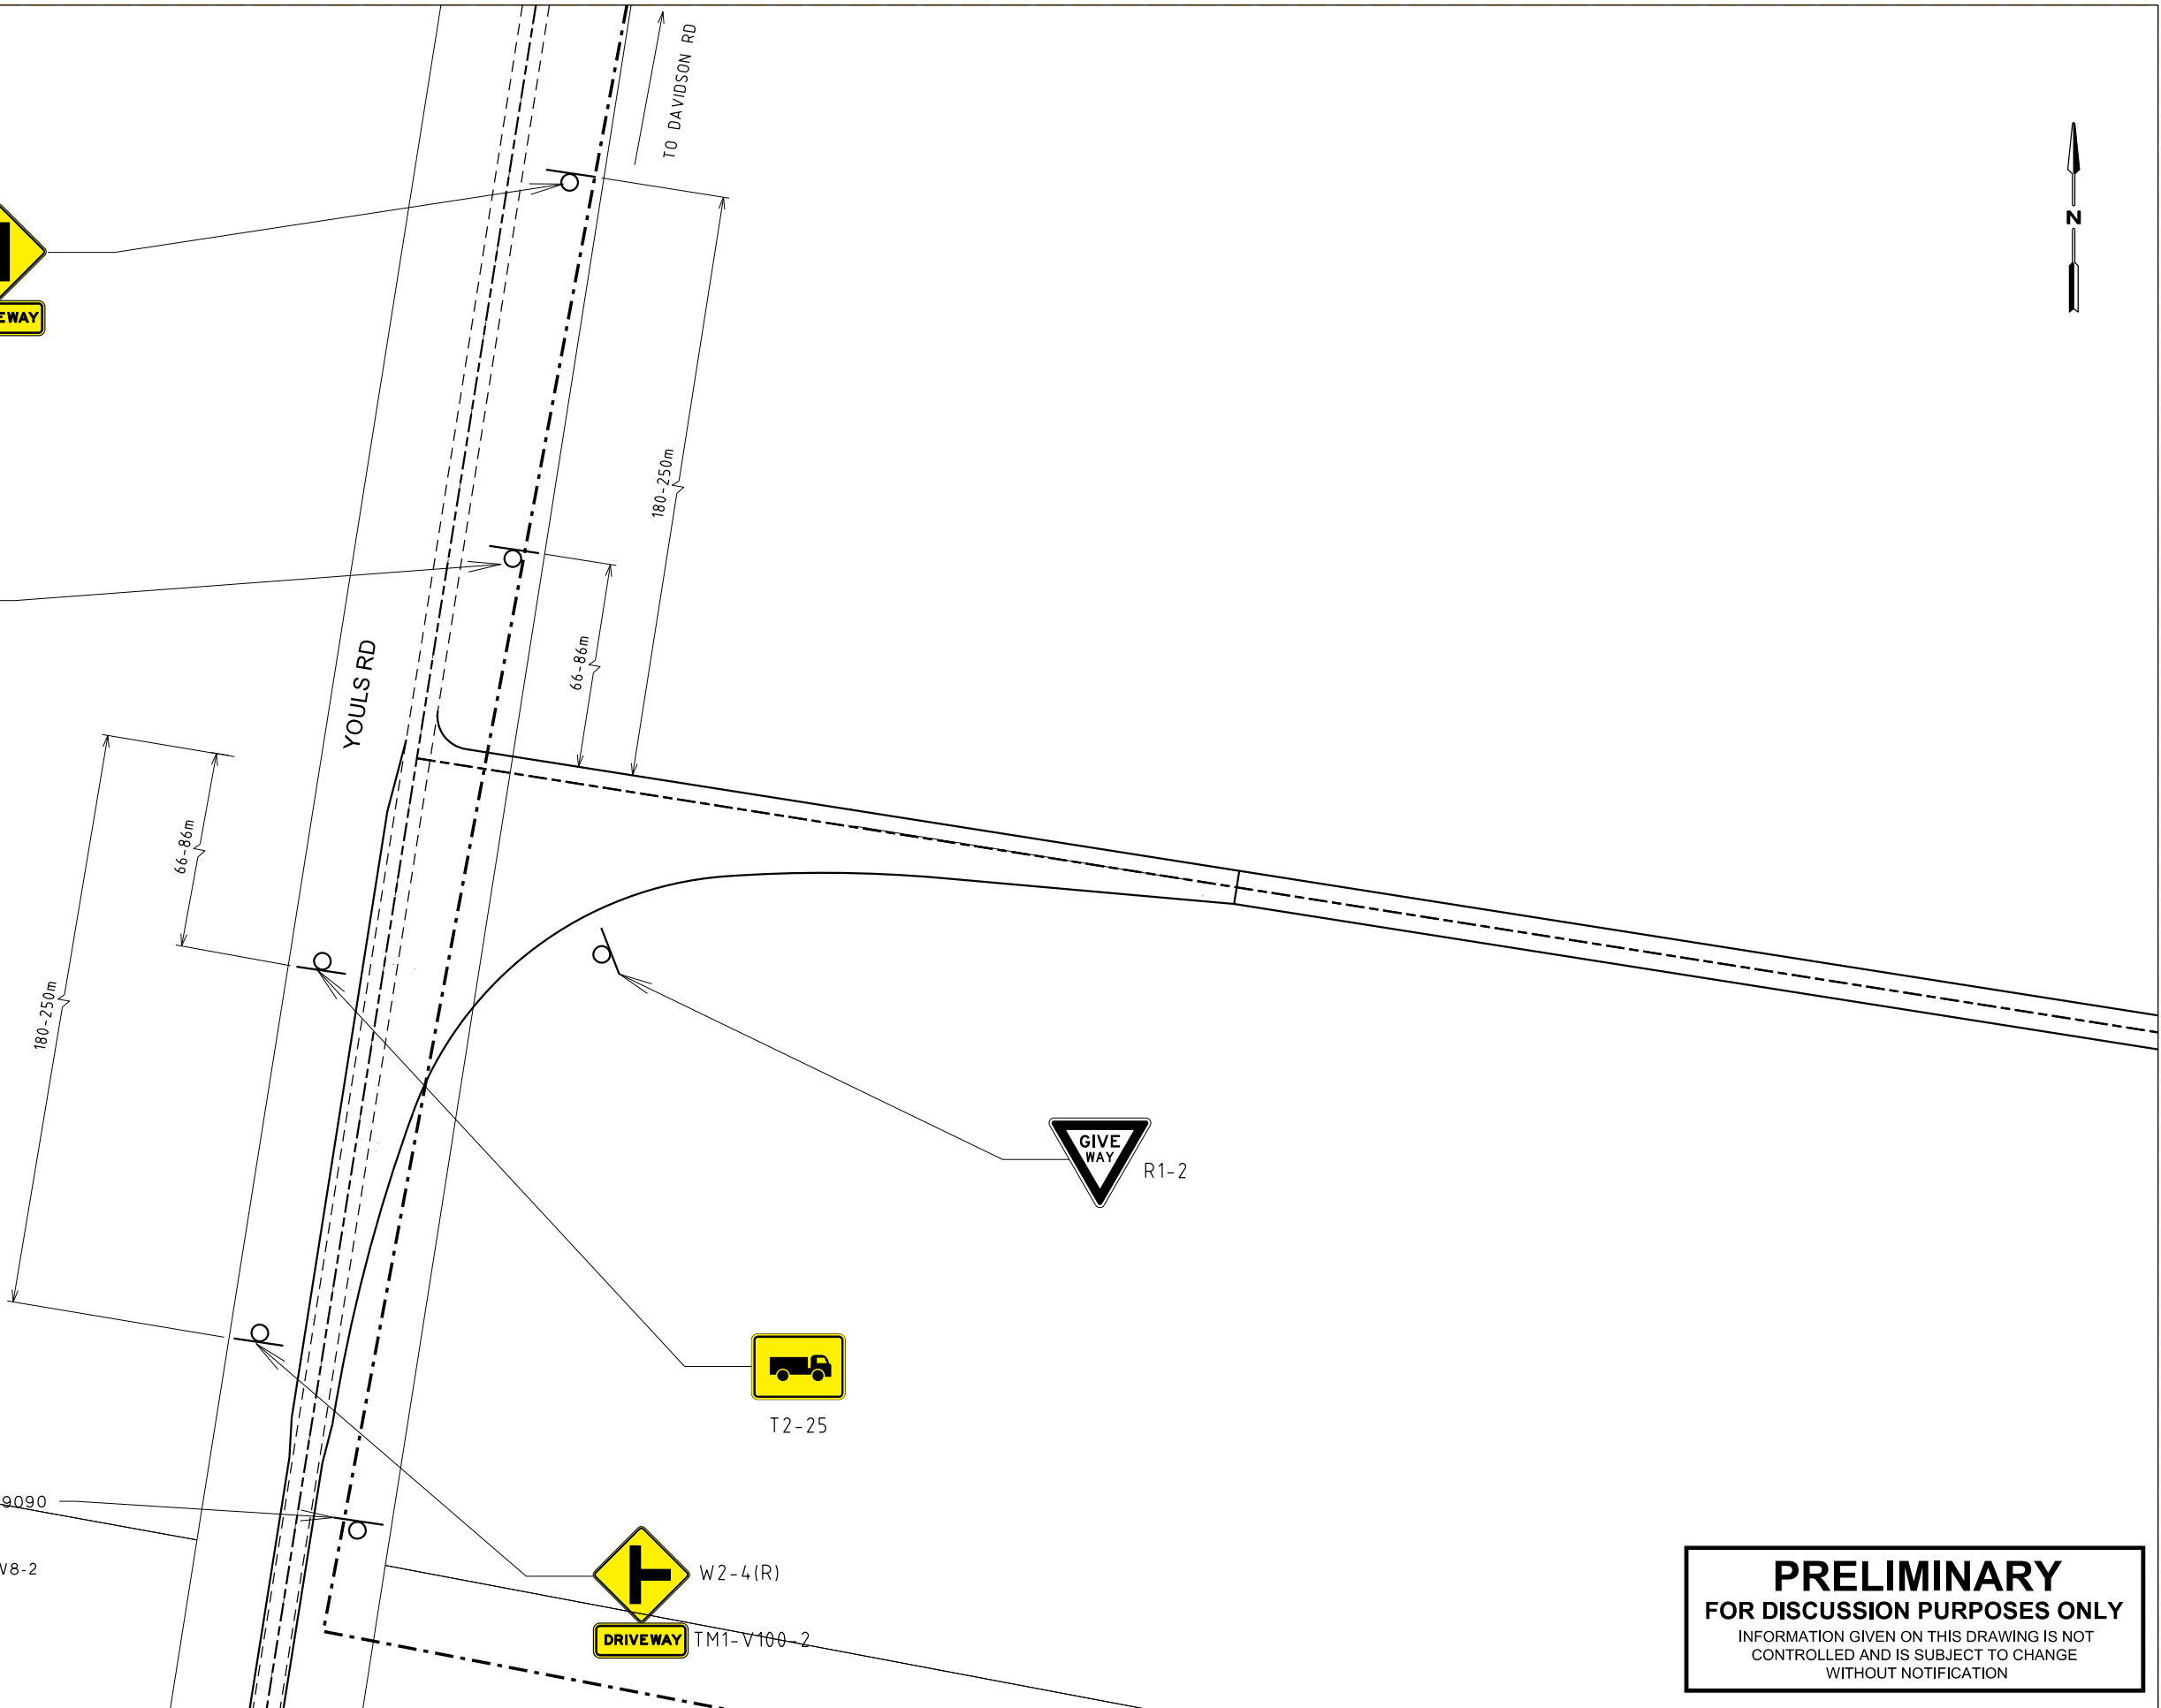 TO DAVIDSON RD
N
EWAY
180-250m
66-86m
YOULS RD
66-86m
180-250m
GIVE
WAY
R1-2
T2-25
9090
W2-4(R)
DRIVEWAY
TM1-V100-2
PRELIMINARY
FOR DISCUSSION PURPOSES ONLY
INFORMATION GIVEN ON THIS DRAWING IS NOT
CONTROLLED AND IS SUBJECT TO CHANGE
WITHOUT NOTIFICATION